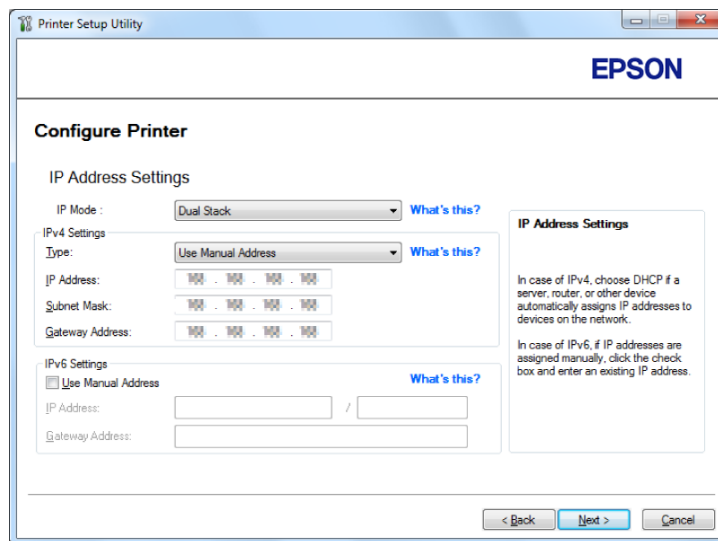 Printer Setup Utility
EPSON
Configure Printer
IP Address Settings
IP Mode :
Dual Stack
What's this?
IPv4 Settings
Type:
Use Manual Address
What's this?
IP Address:
Subnet Mask:
Gateway Address:
IPv6 Settings
Use Manual Address
What's this?
IP Address:
/
Gateway Address:
IP Address Settings
In case of IPv4, choose DHCP if a
server, router, or other device
automatically assigns IP addresses to
devices on the network.
In case of IPv6, if IP addresses are
assigned manually, click the check
box and enter an existing IP address.
< Back
Next >
Cancel